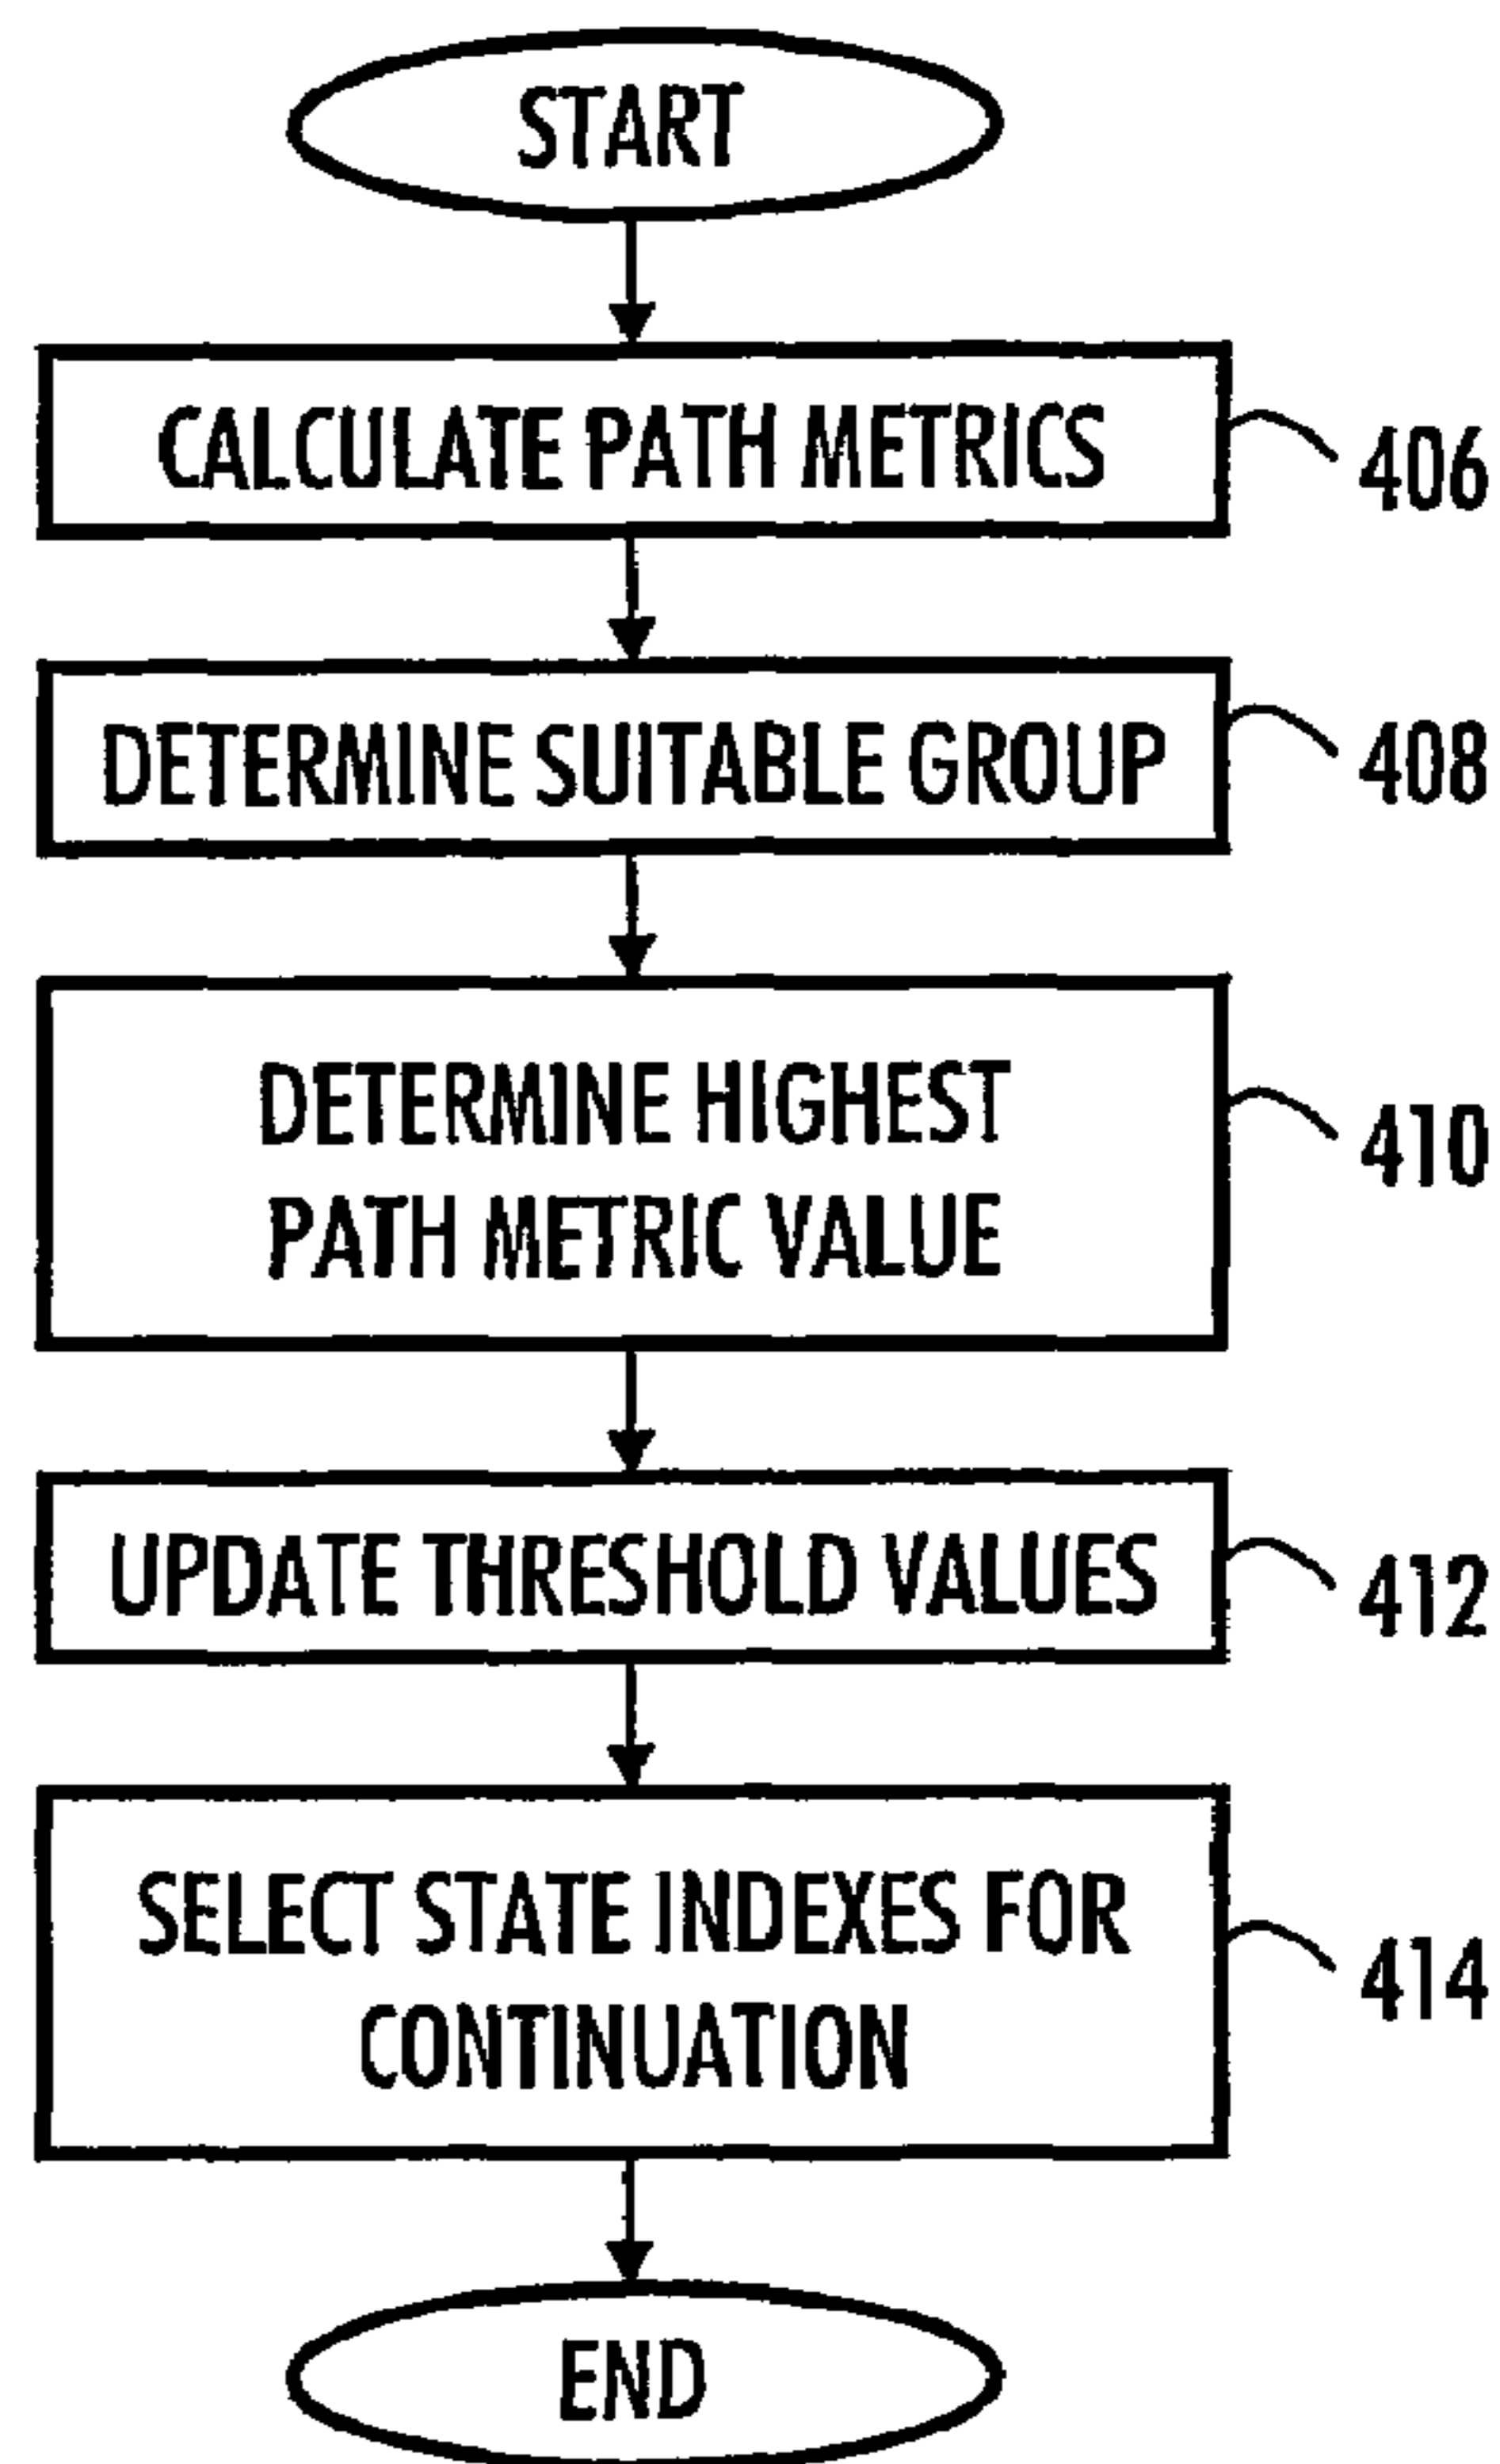 START
CALCULATE PATH METRICS
406
DETERMINE SUITABLE GROUP
408
DETERMINE HIGHEST
PATH METRIC VALUE
410
UPDATE THRESHOLD VALUES
412
SELECT STATE INDEXES FOR
CONTINUATION
414
END